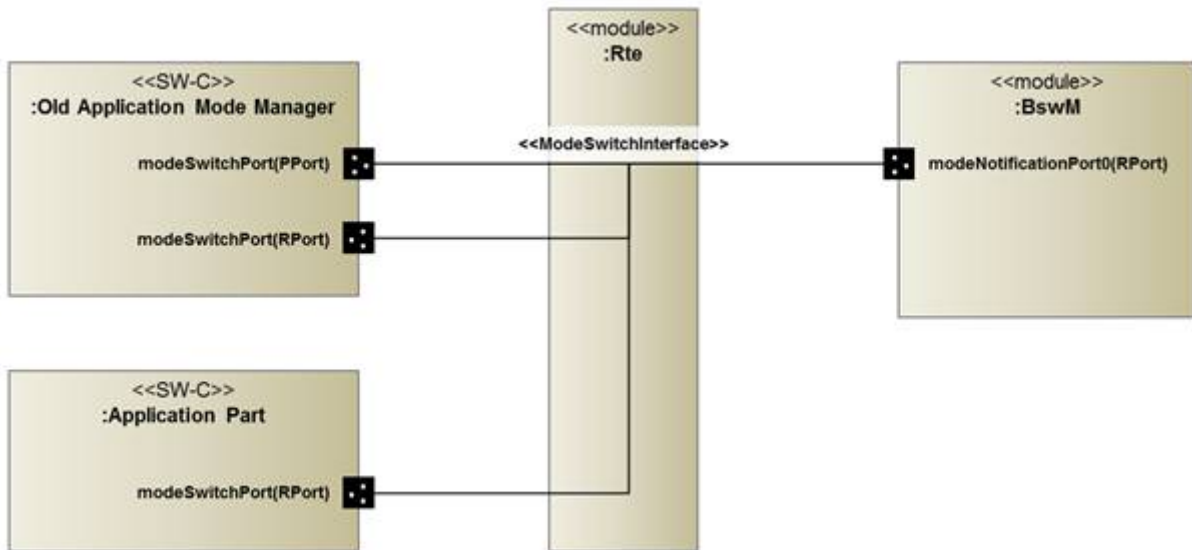 <<module>>
:Rte
<<SW-C>>
:Old Application Mode Manager
<<module>>
:BswM
<<ModeSwitchInterface>>
modeSwitchPort(PPort)
modeNotificationPort0(RPort)
modeSwitchPort(RPort)
<<SW-C>>
:Application Part
modeSwitchPort(RPort)